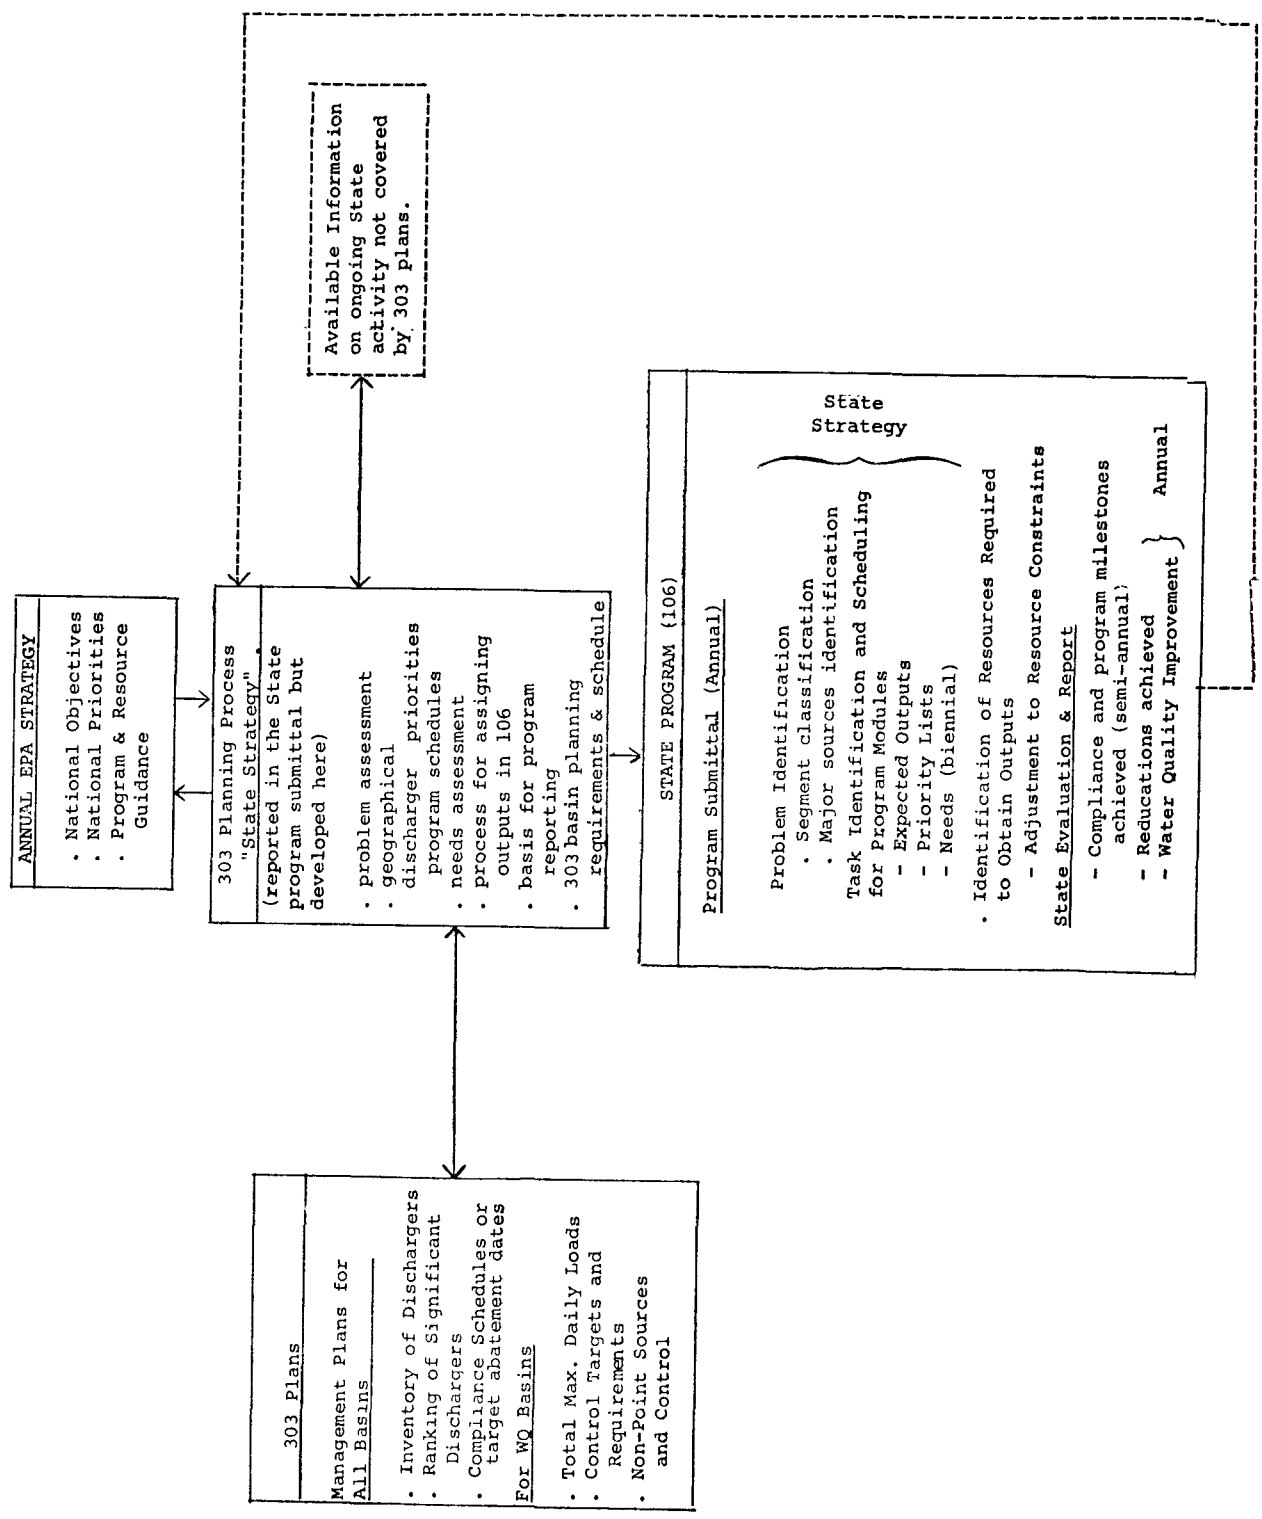 ANNUAL EPA STRATEGY
· National Objectives
· National Priorities
· Program & Resource
Guidance
303 Planning Process
"State Strategy"
(reported in the State
program submittal but
developed here)
· problem assessment
· geographical
discharger priorities
program schedules
· needs assessment
· process for assigning
outputs in 106
· basis for program
reporting
· 303 basin planning
requirements & schedule
Available Information
on ongoing State
activity not covered
by 303 plans.
303 Plans
Management Plans for
All Basins
· Inventory of Dischargers
· Ranking of Significant
Dischargers
· Compliance Schedules or
target abatement dates
For WQ Basins
· Total Max. Daily Loads
· Control Targets and
Requirements
· Non-Point Sources
and Control
STATE PROGRAM (106)
Program Submittal (Annual)
Problem Identification
· Segment classification
· Major sources identification
Task Identification and Scheduling
for Program Modules
- Expected Outputs
- Priority Lists
- Needs (biennial)
State
Strategy
· Identification of Resources Required
to Obtain Outputs
- Adjustment to Resource Constraints
State Evaluation & Report
- Compliance and program milestones
achieved (semi-annual)
- Reducations achieved
- Water Quality Improvement } Annual